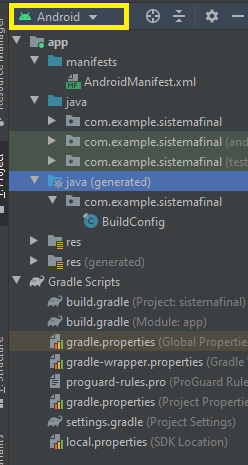 Android
app
manifests
AndroidManifest.xml
java
com.example.sistemafinal
com.example.sistemafinal (and
com.example.sistemafinal (test
java (generated)
com.example.sistemafinal
BuildConfig
res
res (generated)
Gradle Scripts
build.gradle (Project: sistemafinal)
build.gradle (Module: app)
gradle.properties (Global Properties
gradle-wrapper.properties (Gradle
proguard-rules.pro (ProGuard Rule
gradle.properties (Project Properties
settings.gradle (Project Settings)
local.properties (SDK Location)
Resource Manager
1: Project
Structure